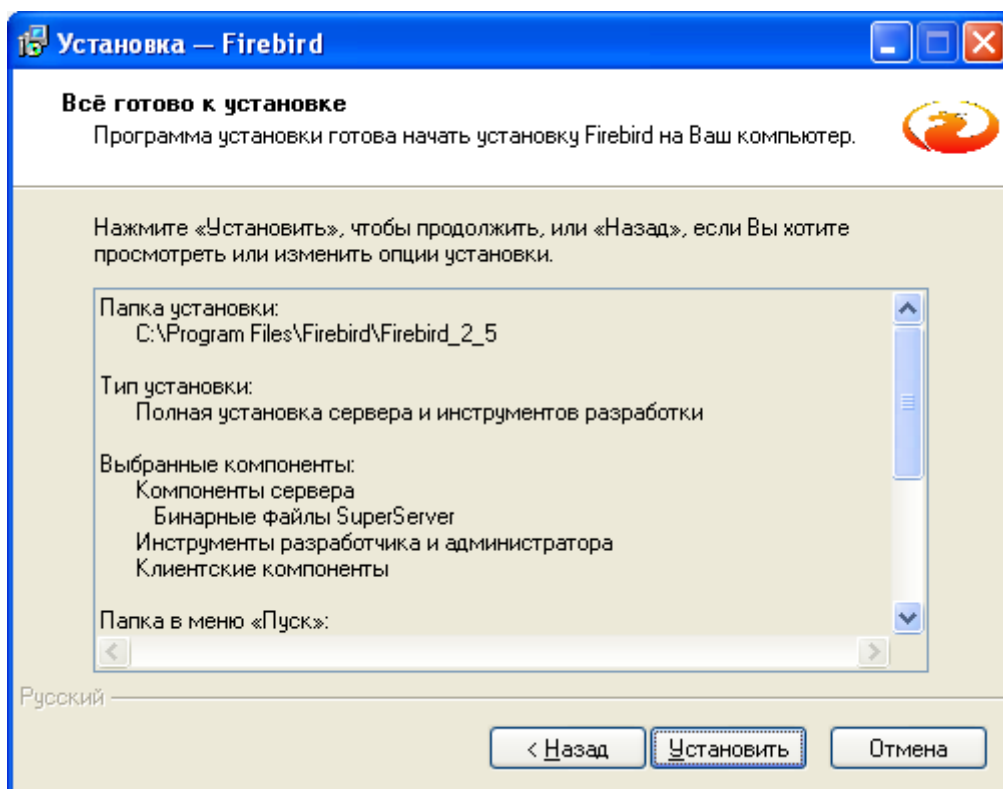 Установка — Firebird
Всё готово к установке
Программа установки готова начать установку Firebird на Ваш компьютер.
Нажмите «Установить», чтобы продолжить, или «Назад», если Вы хотите
просмотреть или изменить опции установки.
Папка установки:
C:\Program Files\Firebird\Firebird_2_5
Тип установки:
Полная установка сервера и инструментов разработки
Выбранные компоненты:
Компоненты сервера
Бинарные файлы SuperServer
Инструменты разработчика и администратора
Клиентские компоненты
Папка в меню «Пуск»:
Русский
< Назад Установить Отмена